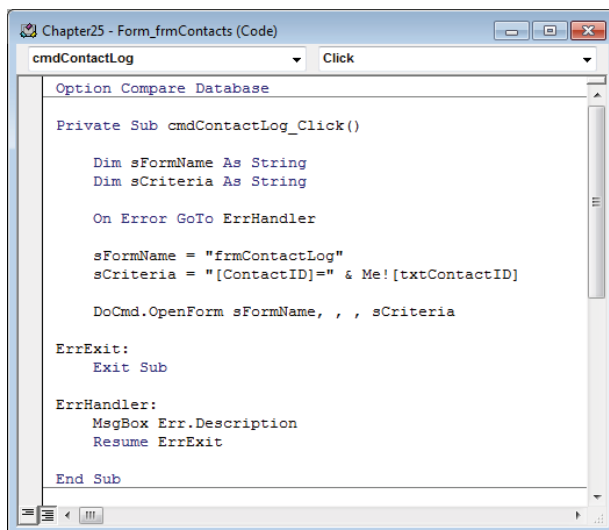 Chapter25 - Form_frmContacts (Code)
cmdContactLog Click
Option Compare Database
Private Sub cmdContactLog_Click()
Dim sFormName As String
Dim sCriteria As String
On Error GoTo ErrHandler
sFormName = "frmContactLog"
sCriteria = "[ContactID]=" & Me![txtContactID]
DoCmd.OpenForm sFormName, , , sCriteria
ErrExit:
Exit Sub
ErrHandler:
MsgBox Err.Description
Resume ErrExit
End Sub